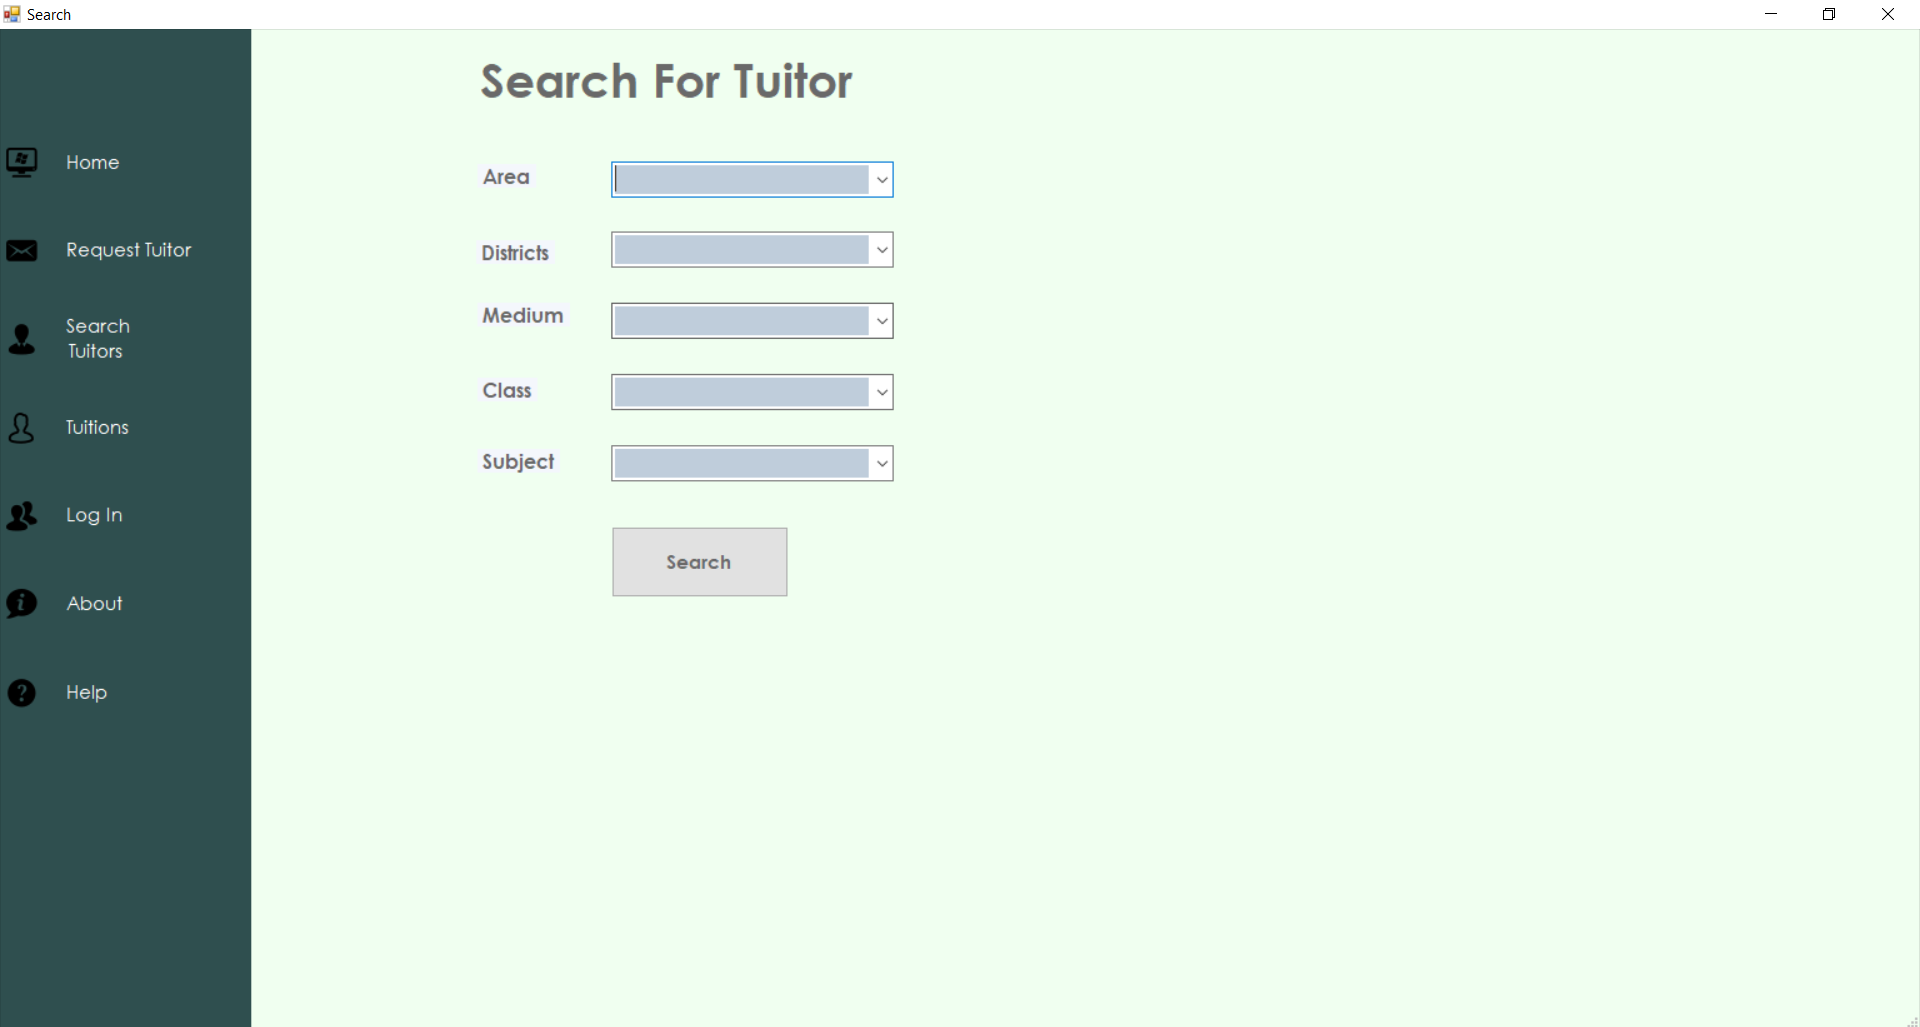 Search
Home
Request Tuitor
Search
Tuitors
Tuitions
Log In
About
Help
Search For Tuitor
Area
Districts
Medium
Class
Subject
Search